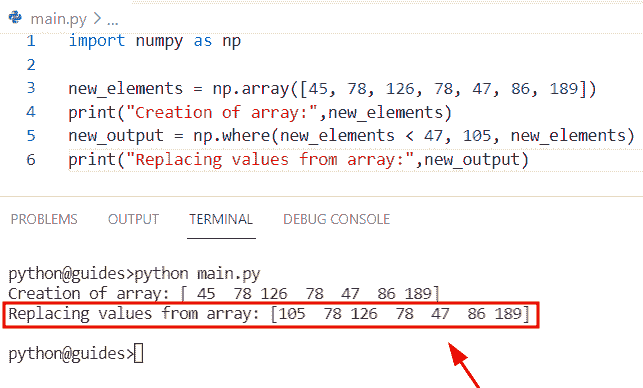 main.py > ...
1 import numpy as np
2
3 new_elements = np.array([45, 78, 126, 78, 47, 86, 189])
4 print("Creation of array:",new_elements)
5 new_output = np.where(new_elements < 47, 105, new_elements)
6 print("Replacing values from array:",new_output)
PROBLEMS OUTPUT TERMINAL DEBUG CONSOLE
python@guides>python main.py
Creation of array: [ 45  78 126  78  47  86 189]
Replacing values from array: [105  78 126  78  47  86 189]
python@guides>